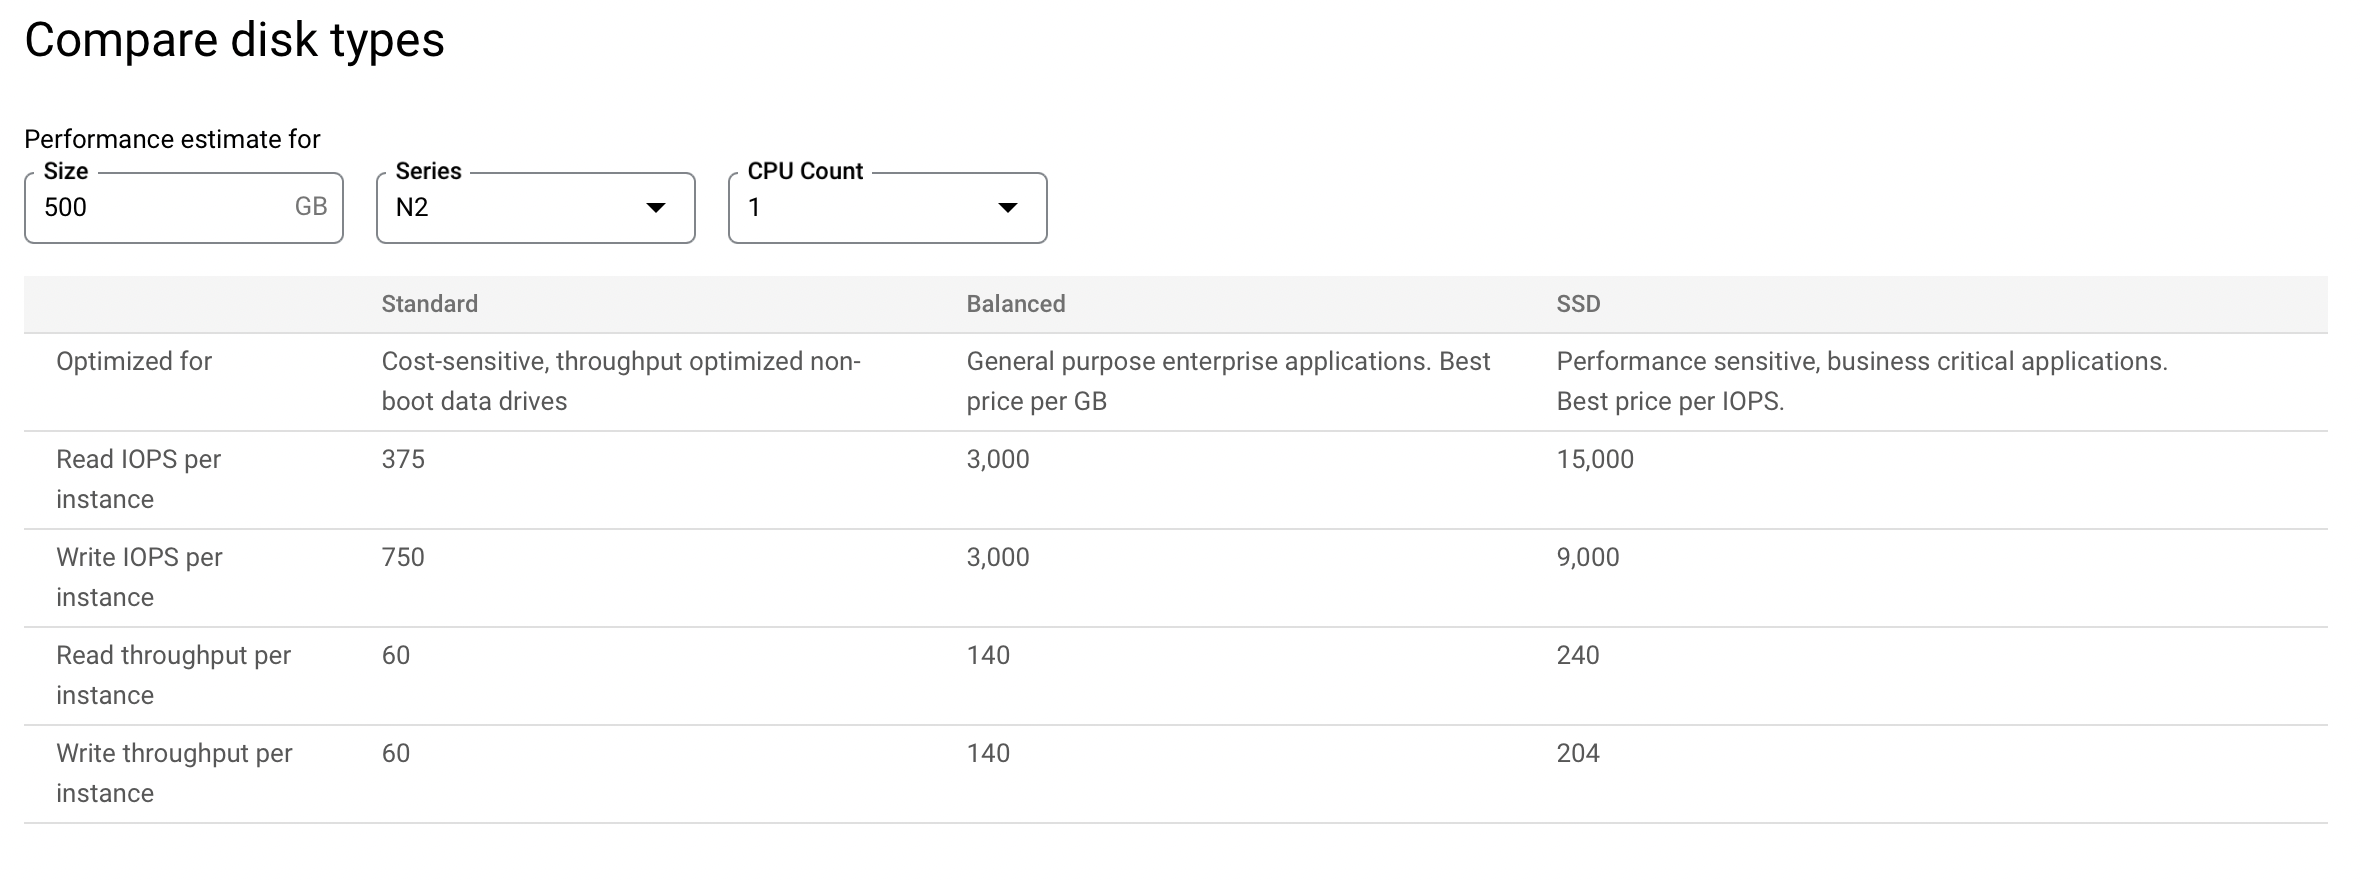 Compare disk types
Performance estimate for
Size
500 GB
Series
N2
CPU Count
1
Standard Balanced SSD
Optimized for Cost-sensitive, throughput optimized non- General purpose enterprise applications. Best Performance sensitive, business critical applications.
boot data drives price per GB Best price per IOPS.
Read IOPS per 375 3,000 15,000
instance
Write IOPS per 750 3,000 9,000
instance
Read throughput per 60 140 240
instance
Write throughput per 60 140 204
instance